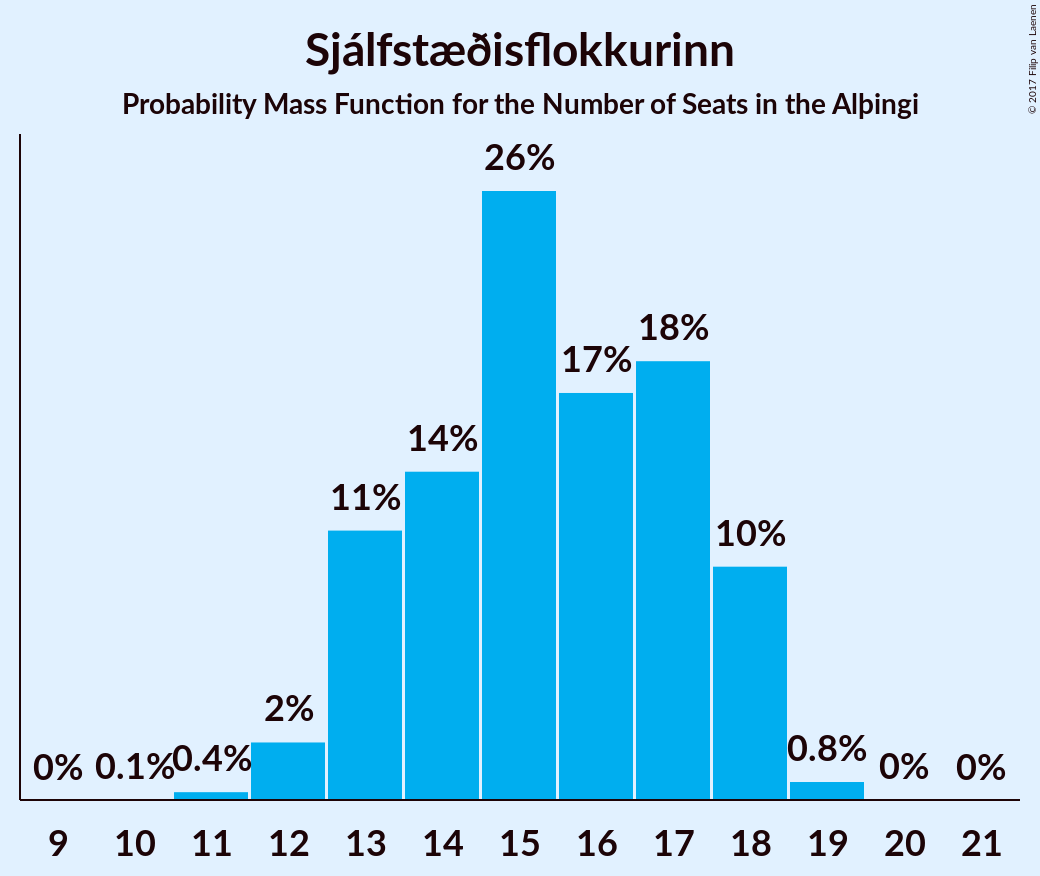 Sjálfstæðisflokkurinn
Probability Mass Function for the Number of Seats in the Alþingi
© 2017 Filip van Laenen
26%
18%
17%
14%
11%
10%
2%
0% 0.1% 0.4% 0.8% 0% 0%
9 10 11 12 13 14 15 16 17 18 19 20 21